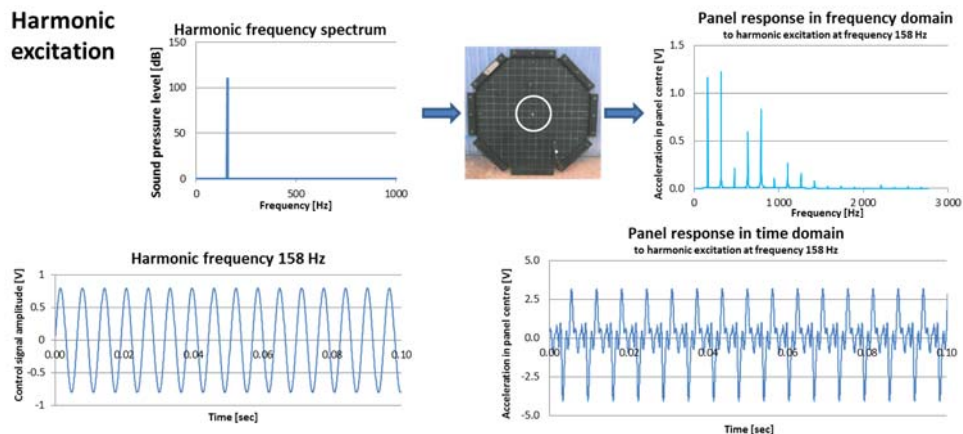 Harmonic
excitation
Harmonic frequency spectrum
Sound pressure level [dB]
150
100
50
0
0 500 1000
Frequency [Hz]
Panel response in frequency domain
to harmonic excitation at frequency 158 Hz
Acceleration in panel centre [V]
1.5
1.0
0.5
0.0
0 1 000 2 000 3 000
Frequency [Hz]
Harmonic frequency 158 Hz
Control signal amplitude [V]
1
0.5
0
-0.5
-1
0.00 0.02 0.04 0.06 0.08 0.10
Time [sec]
Panel response in time domain
to harmonic excitation at frequency 158 Hz
Acceleration in panel centre [V]
5.0
2.5
0.0
-2.5
-5.0
0.00 0.02 0.04 0.06 0.08 0.10
Time [sec]